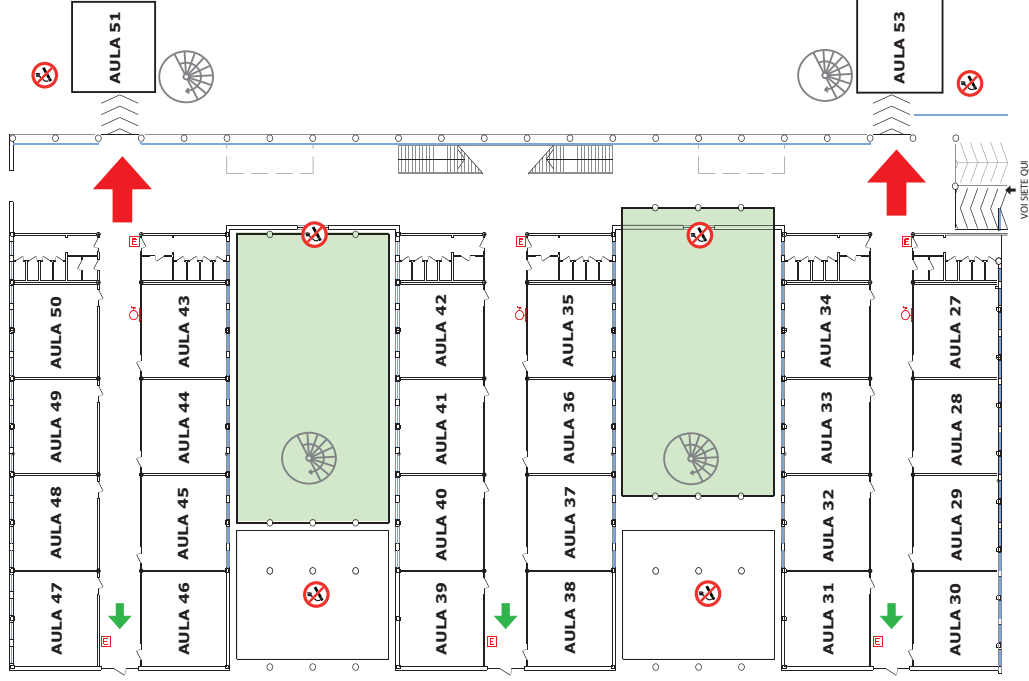 AULA 51
AULA 53
VOI SIETE QUI
E
E
E
AULA 50
AULA 43
AULA 42
AULA 35
AULA 34
AULA 27
AULA 49
AULA 44
AULA 41
AULA 36
AULA 33
AULA 28
AULA 48
AULA 45
AULA 40
AULA 37
AULA 32
AULA 29
AULA 47
AULA 46
AULA 39
AULA 38
AULA 31
AULA 30
E
E
E